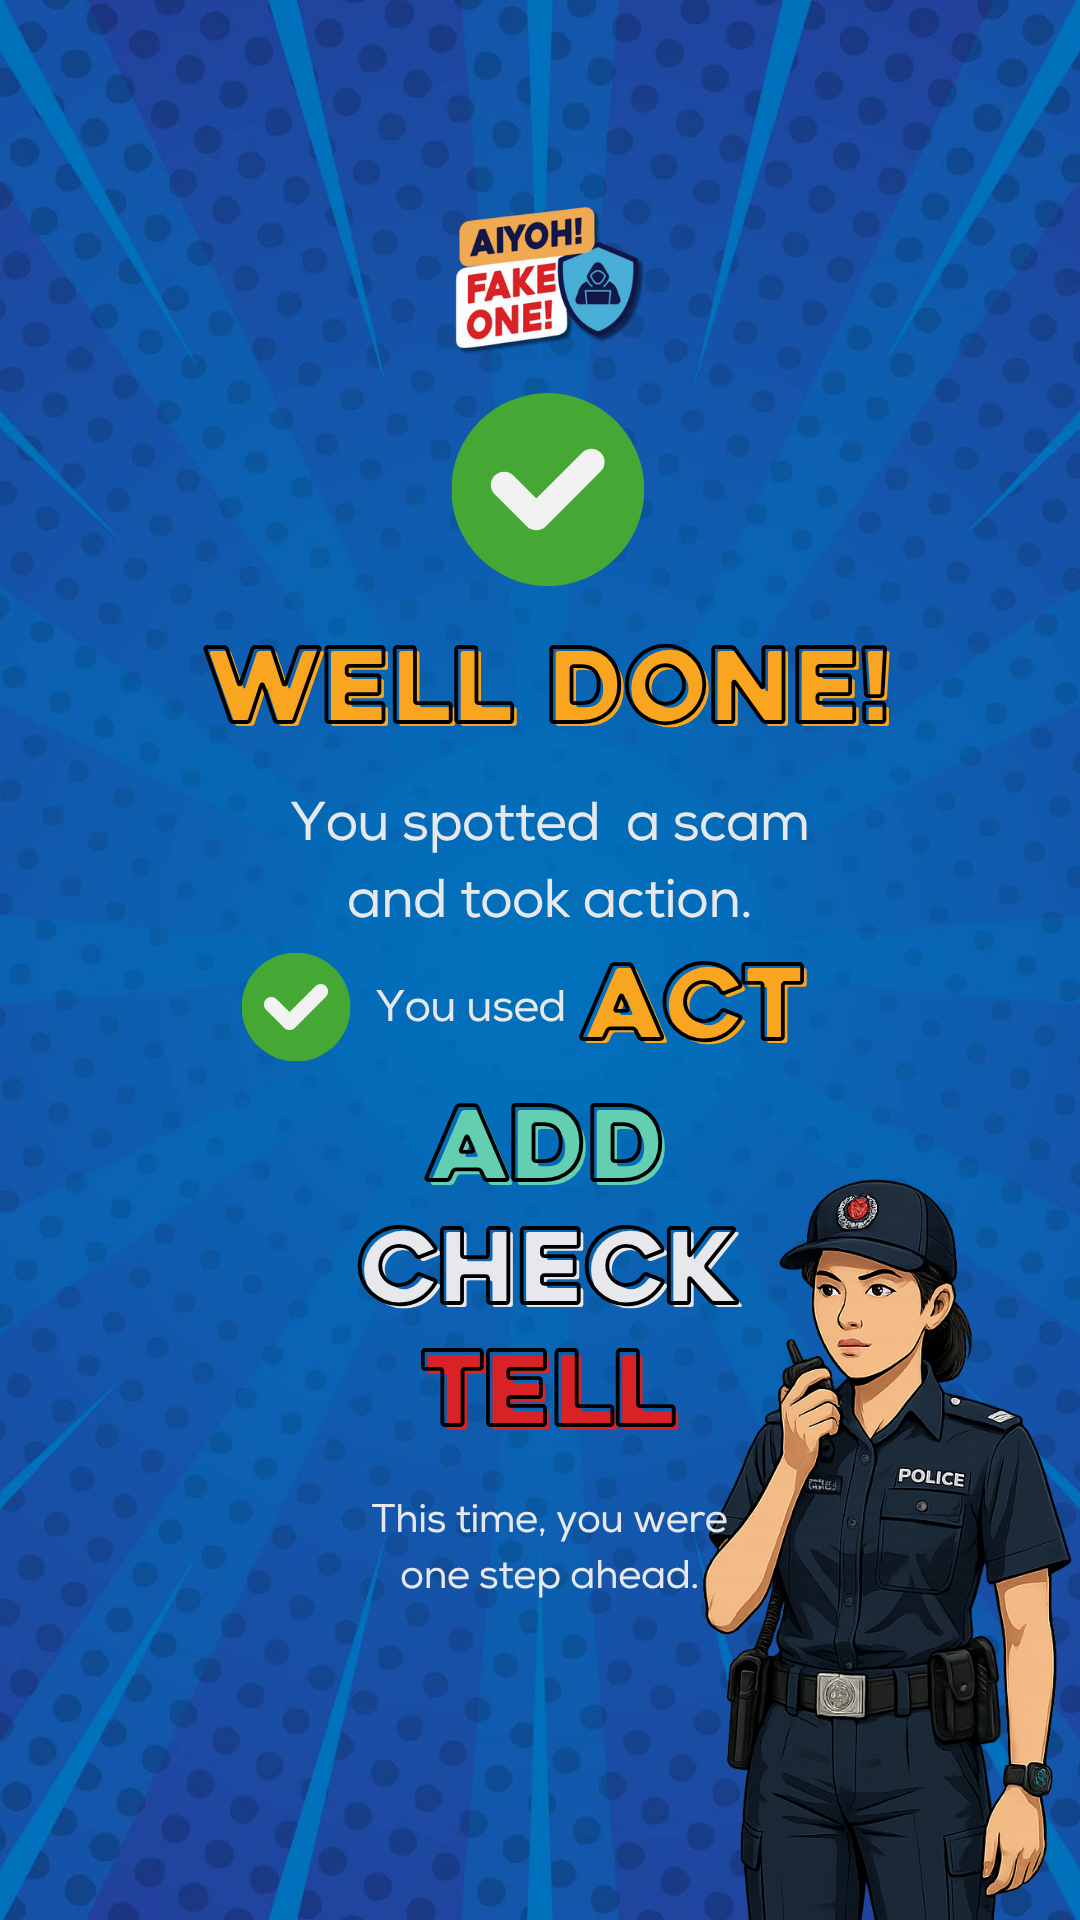 AIYOH!
FAKE
ONE!
WELL DONE!
You spotted a scam
and took action.
You used ACT
ADD
CHECK
TELL
POLICE
This time, you were
one step ahead.